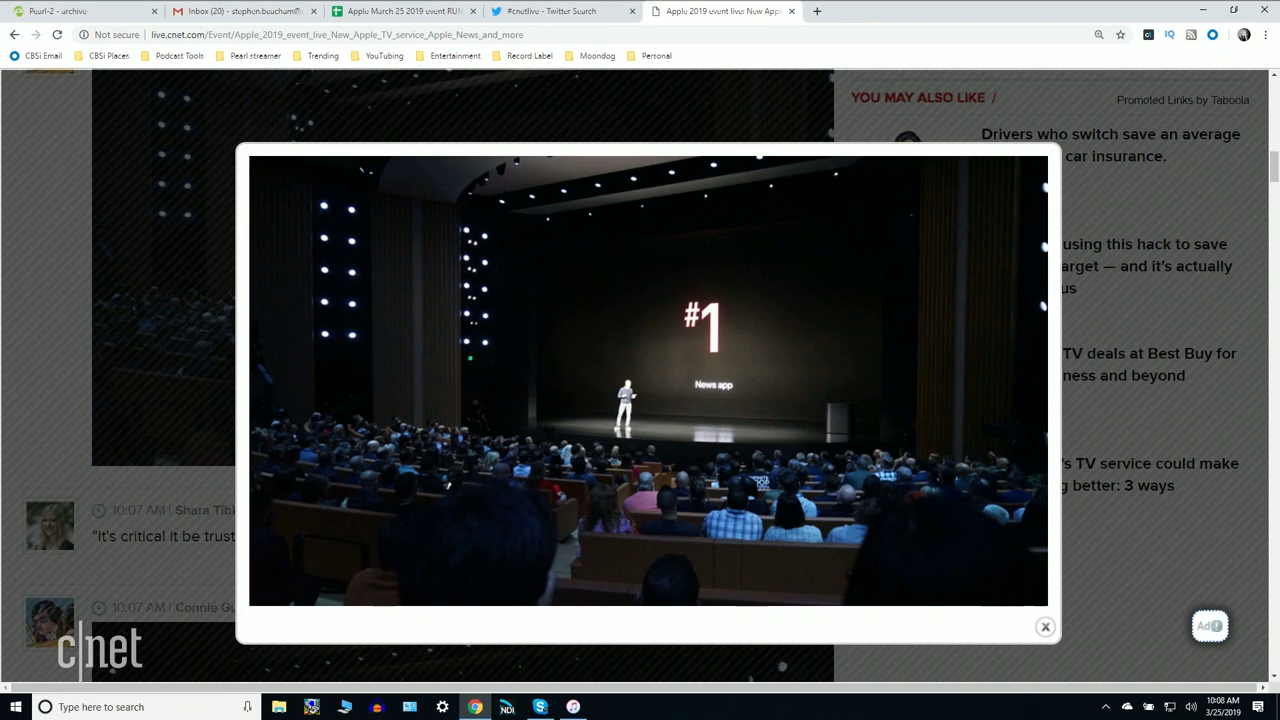 Pearl-2 - archive
Inbox (20) - stephen.beacham@
Apple March 25 2019 event RUN
#cnetlive - Twitter Search
Apple 2019 event live: New Appl
Not secure
live.cnet.com/Event/Apple_2019_event_live_New_Apple_TV_service_Apple_News_and_more
CBSi Email
CBSi Places
Podcast Tools
Pearl streamer
Trending
YouTubing
Entertainment
Record Label
Moondog
Personal
YOU MAY ALSO LIKE /
Promoted Links by Taboola
Drivers who switch save an average
car insurance.
using this hack to save
arget — and it's actually
us
TV deals at Best Buy for
ness and beyond
's TV service could make
g better: 3 ways
#1
News app
10:07 AM | Shara Tib
"It's critical it be trust
10:07 AM | Connie Gu
c|net
Ad
Type here to search
NDI
10:08 AM
3/25/2019